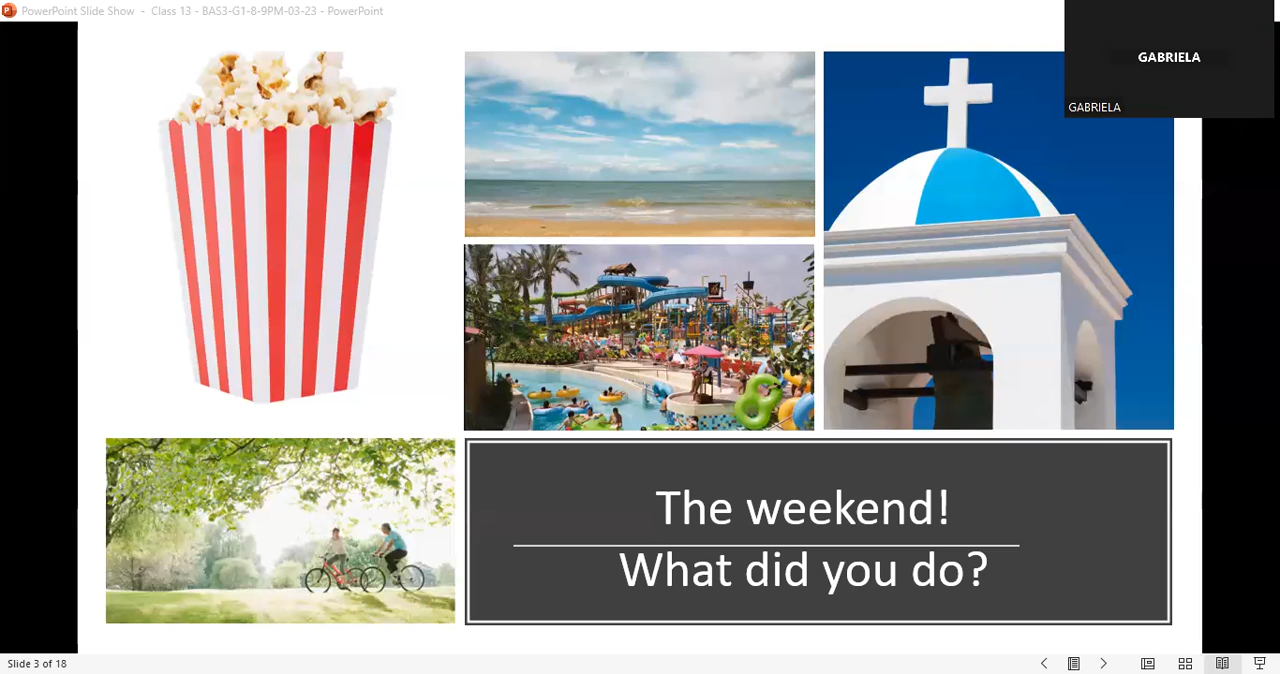 PowerPoint Slide Show - Class 13 - BAS3-G1-8-9PM-03-23 - PowerPoint
GABRIELA
GABRIELA
The weekend!
What did you do?
Slide 3 of 18